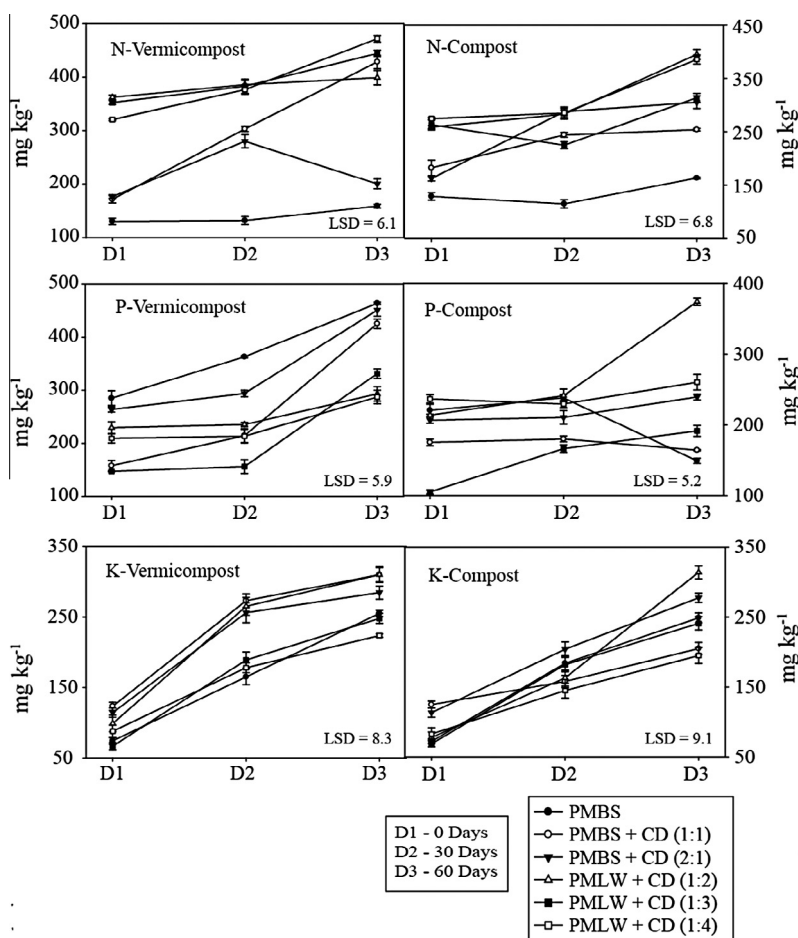 N-Vermicompost
500
400
300
200
100
mg kg-1
D1 D2 D3
LSD = 6.1
N-Compost
450
350
250
150
50
mg kg-1
D1 D2 D3
LSD = 6.8
P-Vermicompost
500
400
300
200
100
mg kg-1
D1 D2 D3
LSD = 5.9
P-Compost
400
300
200
100
mg kg-1
D1 D2 D3
LSD = 5.2
K-Vermicompost
350
250
150
50
mg kg-1
D1 D2 D3
LSD = 8.3
K-Compost
350
250
150
50
mg kg-1
D1 D2 D3
LSD = 9.1
D1 - 0 Days
D2 - 30 Days
D3 - 60 Days
PMBS
PMBS + CD (1:1)
PMBS + CD (2:1)
PMLW + CD (1:2)
PMLW + CD (1:3)
PMLW + CD (1:4)